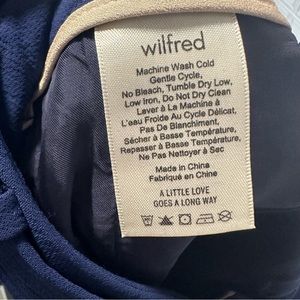 wilfred
Machine Wash Cold
Gentle Cycle,
No Bleach, Tumble Dry Low,
Low Iron, Do Not Dry Clean
Laver à La Machine à
L'eau Froide Au Cycle Délicat,
Pas De Blanchiment,
Sécher à Basse Température,
Repasser à Basse Température,
Ne Pas Nettoyer à Sec
Made in China
Fabriqué en Chine
A LITTLE LOVE
GOES A LONG WAY